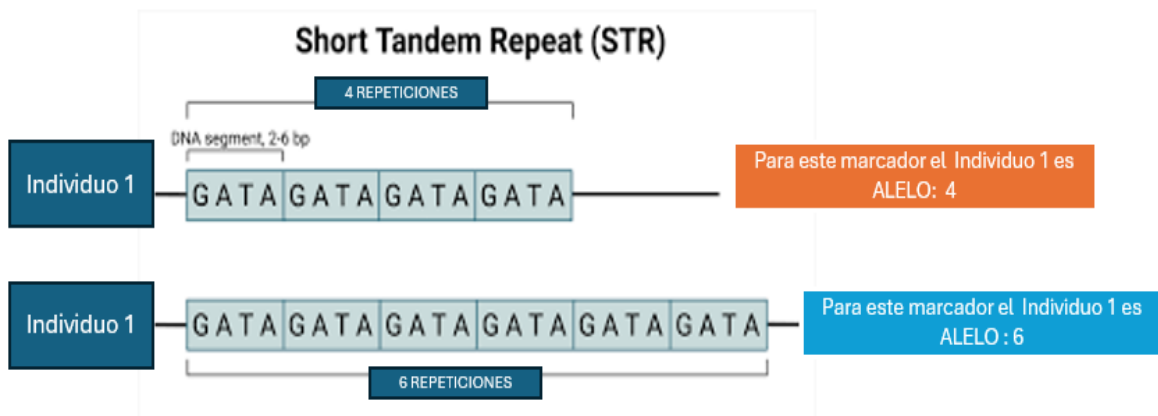 Short Tandem Repeat (STR)
4 REPETICIONES
DNA segment, 2-6 bp
Individuo 1
GATA GATA GATA GATA
Para este marcador el Individuo 1 es
ALELO: 4
Individuo 1
GATA GATA GATA GATA GATA GATA
Para este marcador el Individuo 1 es
ALELO : 6
6 REPETICIONES